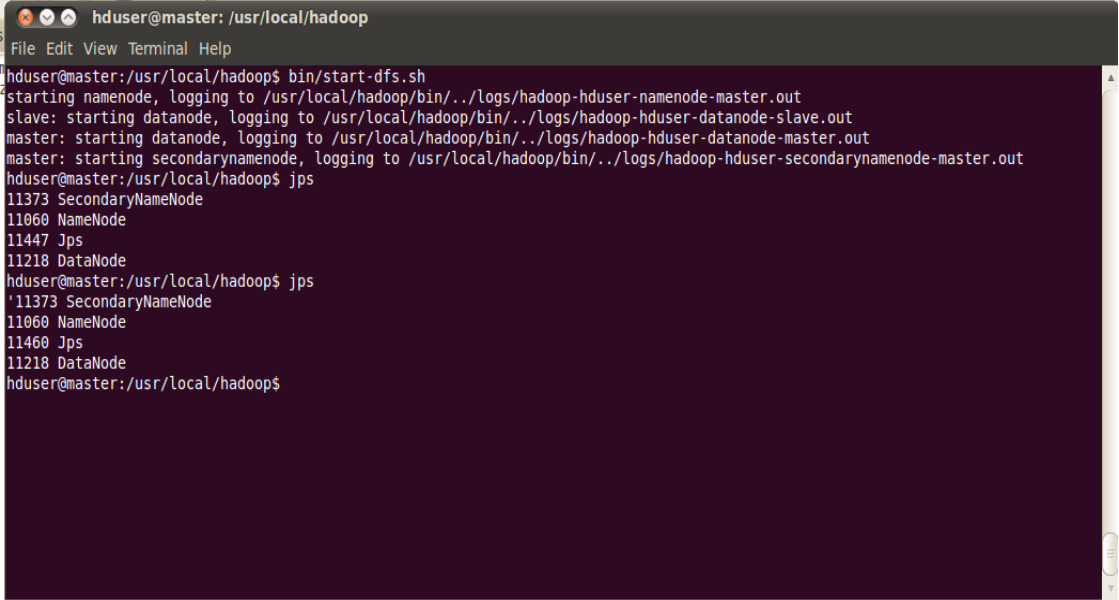 hduser@master: /usr/local/hadoop
File Edit View Terminal Help
hduser@master:/usr/local/hadoop$ bin/start-dfs.sh
starting namenode, logging to /usr/local/hadoop/bin/../logs/hadoop-hduser-namenode-master.out
slave: starting datanode, logging to /usr/local/hadoop/bin/../logs/hadoop-hduser-datanode-slave.out
master: starting datanode, logging to /usr/local/hadoop/bin/../logs/hadoop-hduser-datanode-master.out
master: starting secondarynamenode, logging to /usr/local/hadoop/bin/../logs/hadoop-hduser-secondarynamenode-master.out
hduser@master:/usr/local/hadoop$ jps
11373 SecondaryNameNode
11060 NameNode
11447 Jps
11218 DataNode
hduser@master:/usr/local/hadoop$ jps
'11373 SecondaryNameNode
11060 NameNode
11460 Jps
11218 DataNode
hduser@master:/usr/local/hadoop$